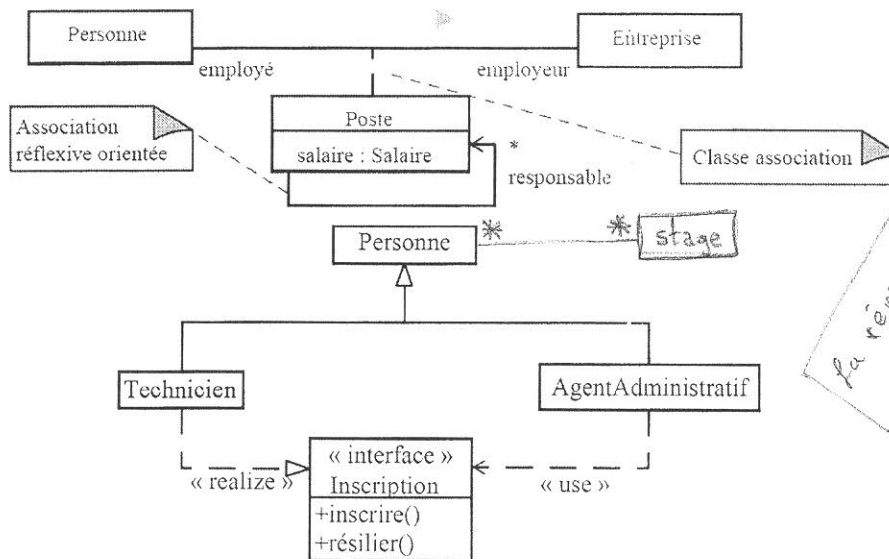 Personne
Entreprise
employé
employeur
Association
réflexive orientée
Poste
salaire : Salaire
*
responsable
Classe association
Personne
*
*
stage
la
Technicien
AgentAdministratif
« realize »
« interface »
Inscription
+inscrire()
+résilier()
« use »